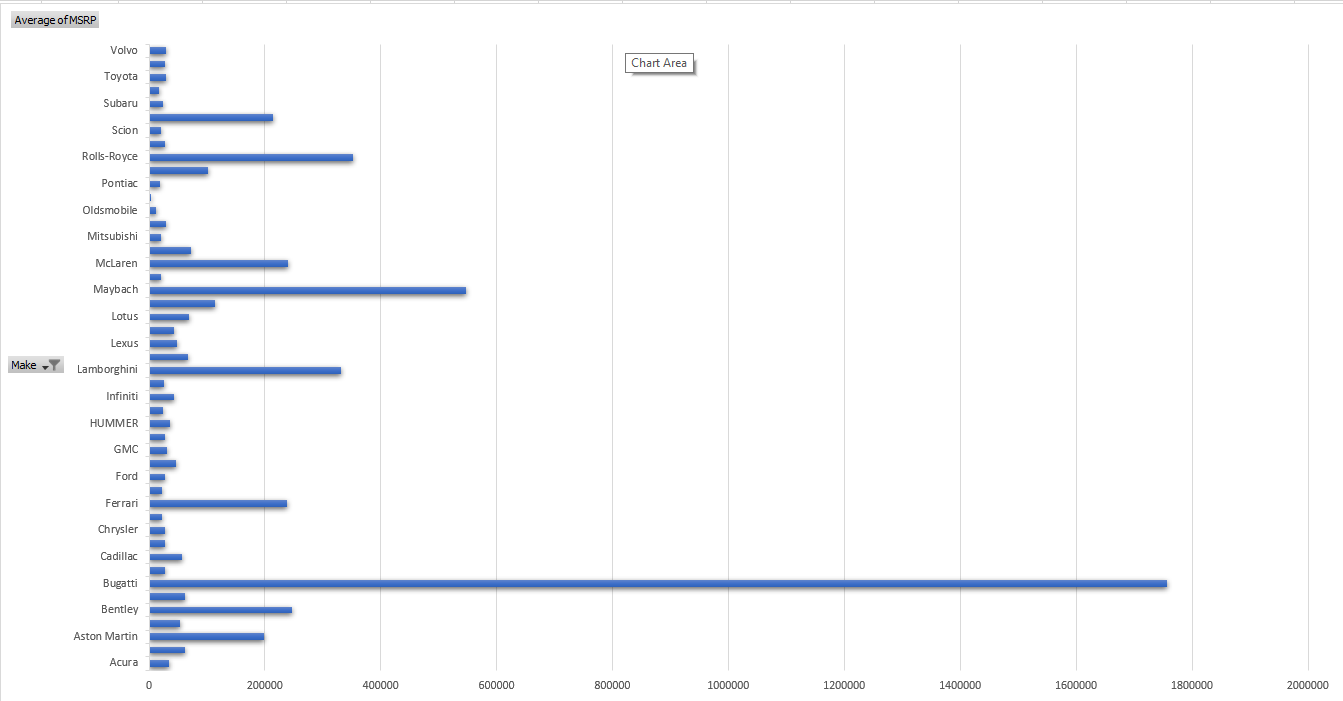 Average of MSRP
Chart Area
Volvo
Toyota
Subaru
Scion
Rolls-Royce
Pontiac
Oldsmobile
Mitsubishi
McLaren
Maybach
Lotus
Lexus
Make
Lamborghini
Infiniti
HUMMER
GMC
Ford
Ferrari
Chrysler
Cadillac
Bugatti
Bentley
Aston Martin
Acura
0 200000 400000 600000 800000 1000000 1200000 1400000 1600000 1800000 2000000